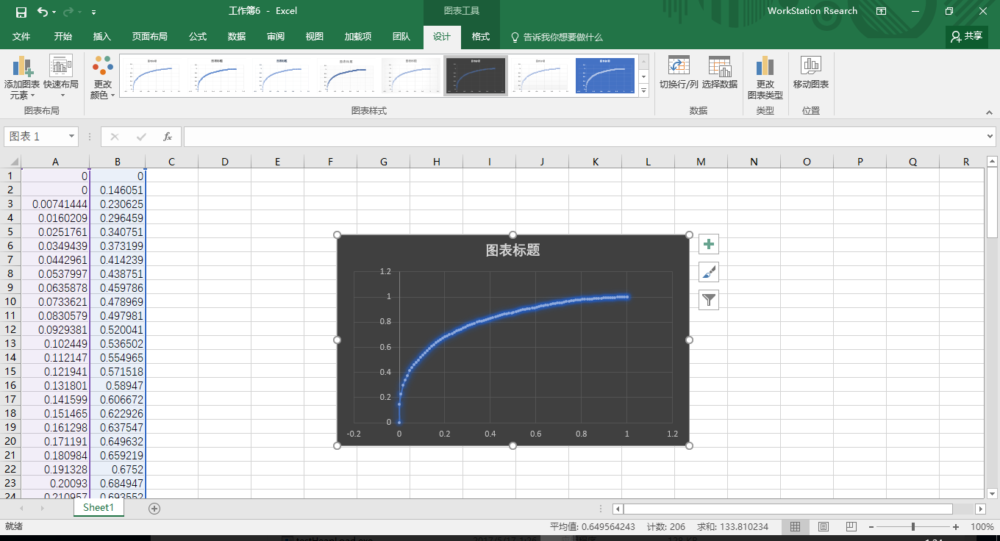 工作簿6 - Excel
图表工具
WorkStation Rsearch
文件 开始 插入 页面布局 公式 数据 审阅 视图 加载项 团队 设计 格式 告诉我你想要做什么 共享
添加图表元素 快速布局 更改颜色 切换行/列 选择数据 更改图表类型 移动图表
图表布局 图表样式 数据 类型 位置
图表 1 fx
A B C D E F G H I J K L M N O P Q R
1 0 0
2 0 0.146051
3 0.00741444 0.230625
4 0.0160209 0.296459
5 0.0251761 0.340751
6 0.0349439 0.373199
7 0.0442961 0.414239
8 0.0537997 0.438751
9 0.0635878 0.459786
10 0.0733621 0.478969
11 0.0830579 0.497981
12 0.0929381 0.520041
13 0.102449 0.536502
14 0.112147 0.554965
15 0.121941 0.571518
16 0.131801 0.58947
17 0.141599 0.606672
18 0.151465 0.622926
19 0.161298 0.637547
20 0.171191 0.649632
21 0.180984 0.659219
22 0.191328 0.6752
23 0.20093 0.684947
24 0.210957 0.693552
图表标题
1.2
1
0.8
0.6
0.4
0.2
0
-0.2 0 0.2 0.4 0.6 0.8 1 1.2
Sheet1
就绪 平均值: 0.649564243 计数: 206 求和: 133.810234 100%